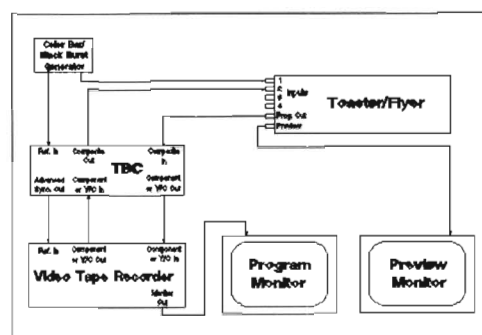 Color Bar/
Black Burst
Generator
1
2
3
4
Inputs
Prog. Out
Preview
Toaster/Flyer
Ref. In
Composite
Out
Composite
In
TBC
Advanced
Sync. Out
Component
or Y/C In
Component
or Y/C Out
Ref. In
Component
or Y/C Out
Component
or Y/C In
Video Tape Recorder
Monitor
Out
Program
Monitor
Preview
Monitor